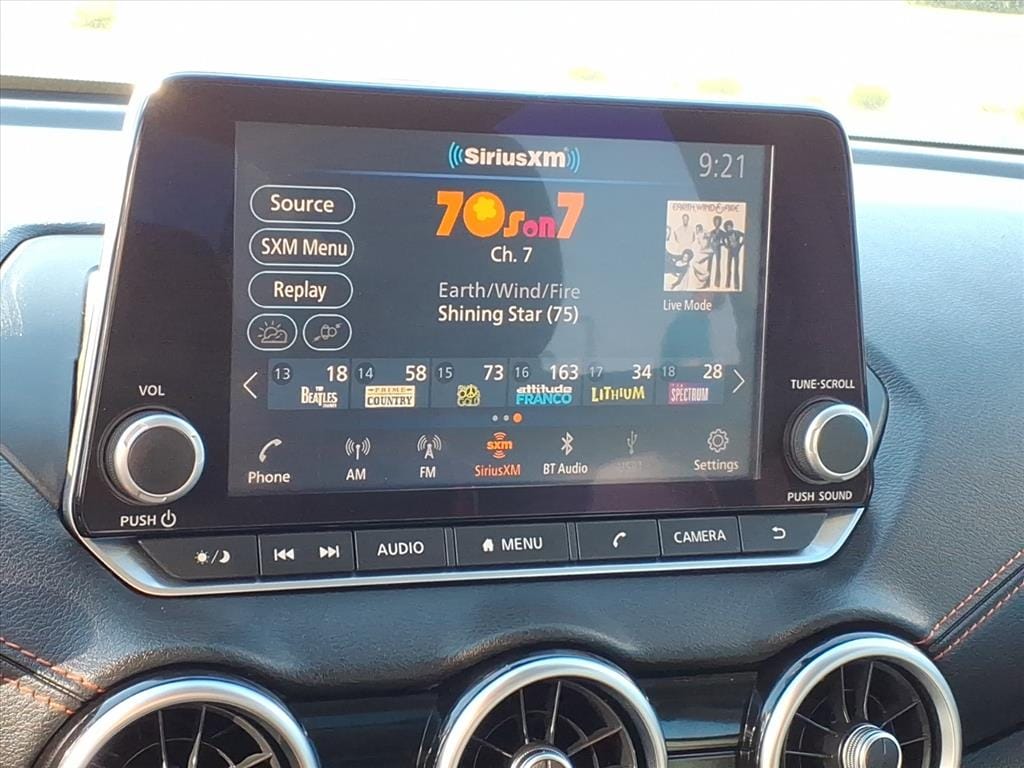 SiriusXM
9:21
Source
SXM Menu
Replay
70s on 7
Ch. 7
Earth/Wind/Fire
Shining Star (75)
EARTH, WIND & FIRE
Live Mode
13 18 14 58 15 73 16 163 17 34 18 28
THE BEATLES CHANNEL
PRIME COUNTRY
attitude FRANCO
LITHIUM
THE SPECTRUM
Phone
AM
FM
sxm
SiriusXM
BT Audio
Settings
VOL
PUSH
TUNE·SCROLL
PUSH SOUND
AUDIO
MENU
CAMERA